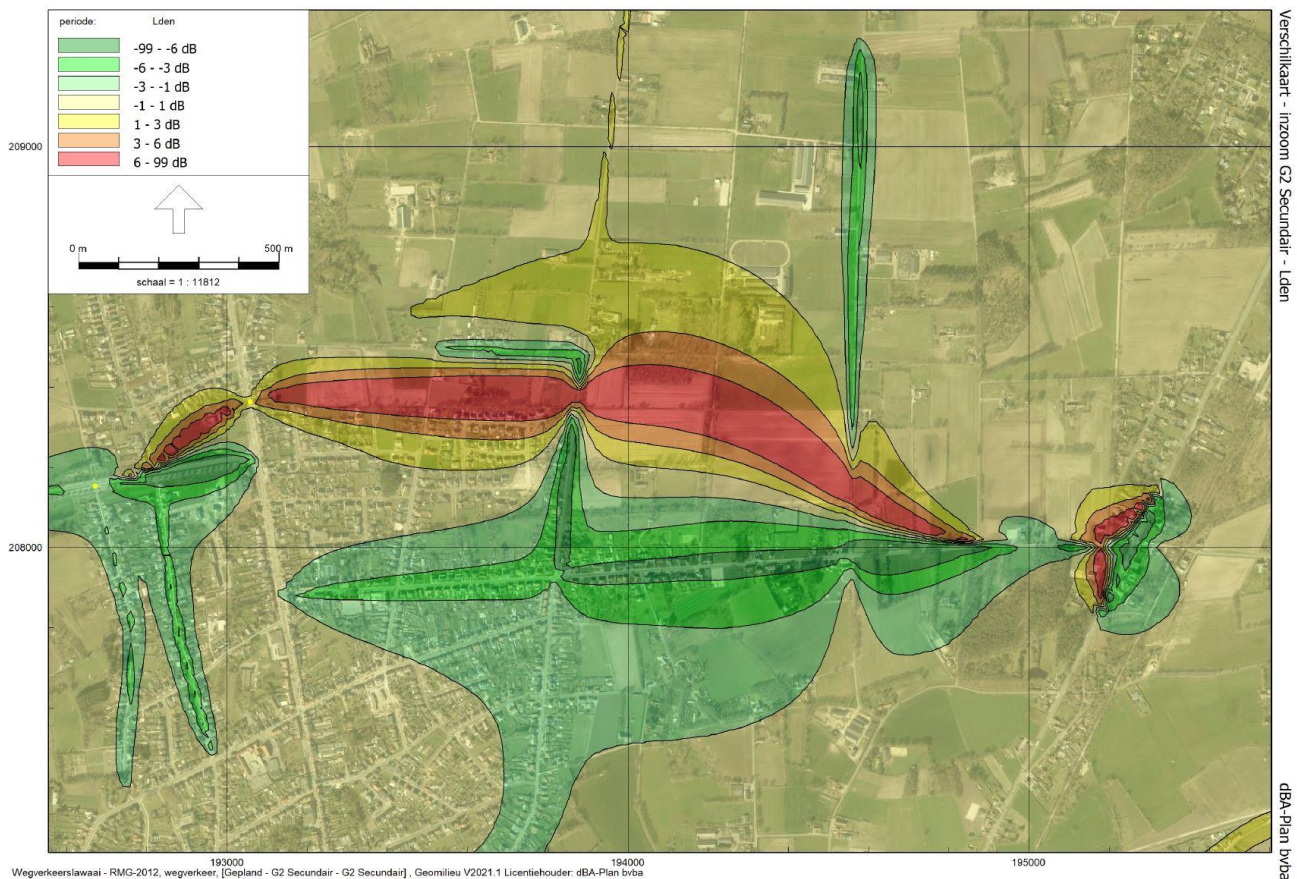 periode: Lden
-99 - -6 dB
-6 - -3 dB
-3 - -1 dB
-1 - 1 dB
1 - 3 dB
3 - 6 dB
6 - 99 dB
0 m 500 m
schaal = 1 : 11812
209000
208000
193000 194000 195000
Verschilkaart - inzoom G2 Secundair - Lden
dBA-Plan bvba
Wegverkeerslawaai - RMG-2012, wegverkeer, [Gepland - G2 Secundair - G2 Secundair] , Geomilieu V2021.1 Licentiehouder: dBA-Plan bvba